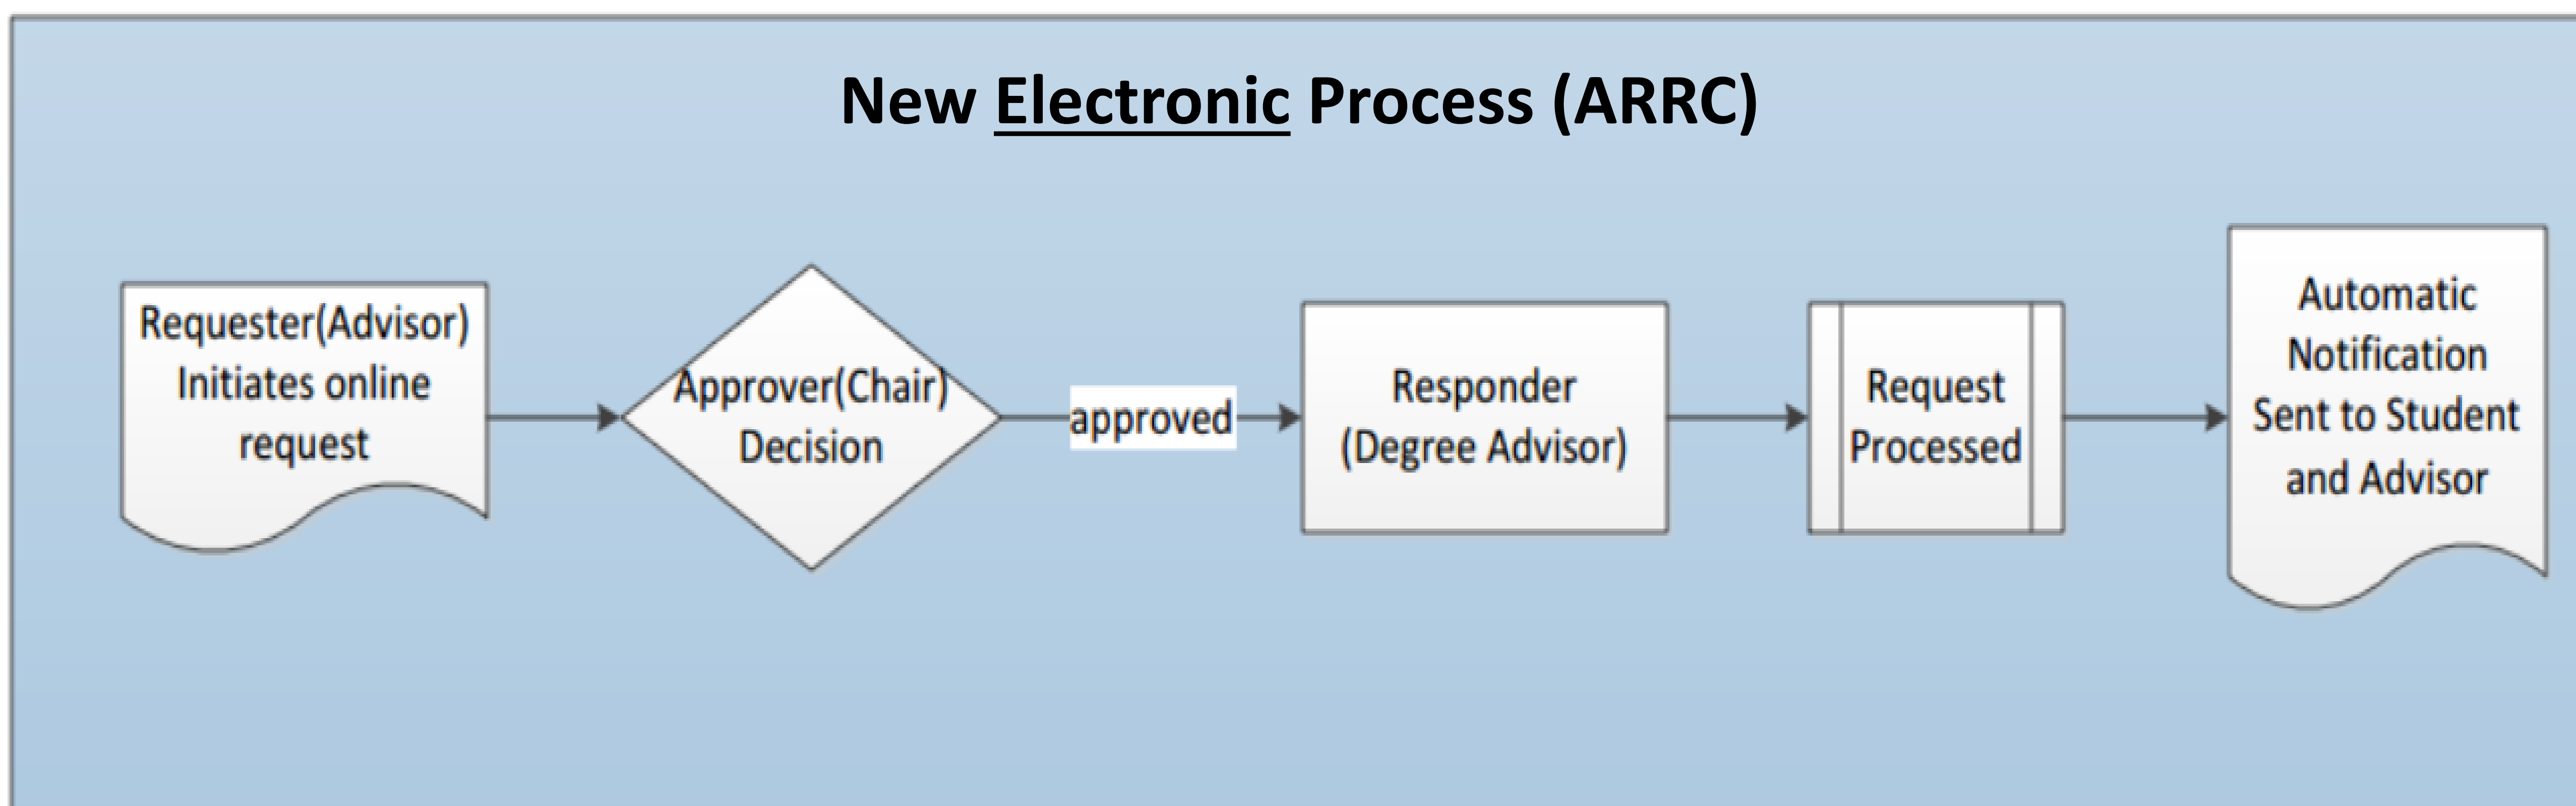 New Electronic Process (ARRC)
Requester(Advisor)
Initiates online
request
Approver(Chair)
Decision
approved
Responder
(Degree Advisor)
Request
Processed
Automatic
Notification
Sent to Student
and Advisor